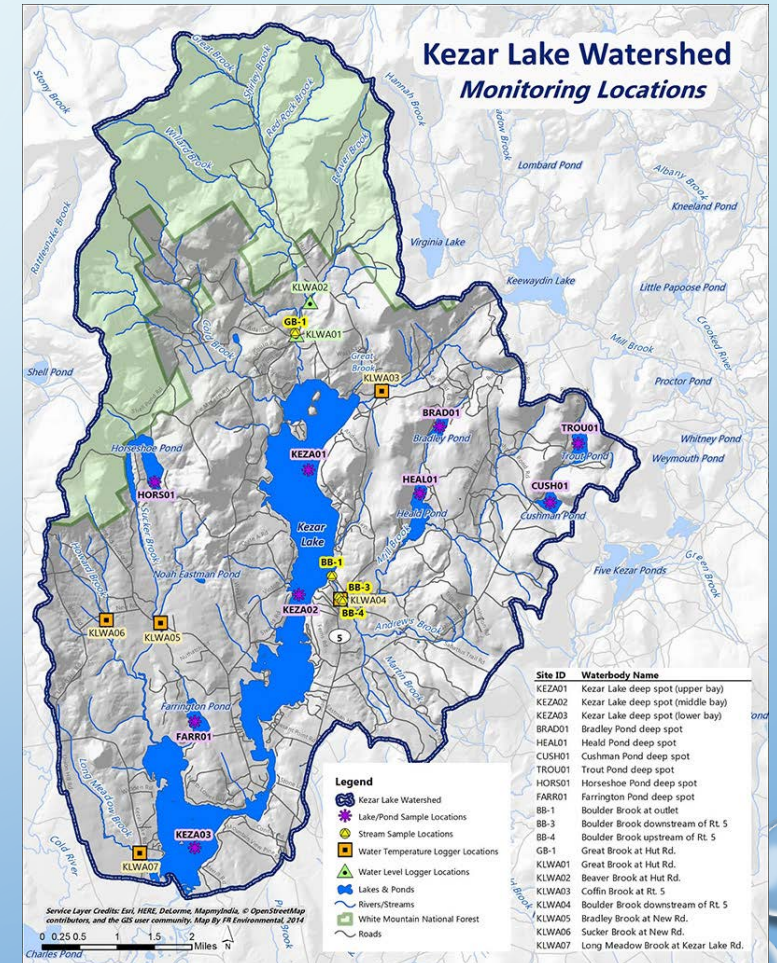 Kezar Lake Watershed
Monitoring Locations
Great Brook
Shirley Brook
Red Rock Brook
Willard Brook
Beaver Brook
Stony Brook
Hannah Brook
Lombard Pond
Albany Brook
Kneeland Pond
Rattlesnake Brook
Virginia Lake
Keewaydin Lake
Little Papoose Pond
KLWA02
GB-1
KLWA01
Cold Brook
Great
Brook
KLWA03
Mill Brook
Crooked River
Shell Pond
Proctor Pond
BRAD01
Bradley Pond
TROU01
Trout Pond
Whitney Pond
Weymouth Pond
Horseshoe Pond
HORS01
KEZA01
HEAL01
Heald Pond
CUSH01
Cushman Pond
Kezar
Lake
Mill Brook
Sucker Brook
Howard Brook
Noah Eastman Pond
BB-1
Five Kezar Ponds
Green Brook
BB-3
KLWA04
BB-4
KEZA02
KLWA06
KLWA05
5
Andrews Brook
Martin Brook
Farrington Pond
FARR01
Long Meadow Brook
Cold River
KEZA03
KLWA07
Charles Pond
Site ID Waterbody Name
KEZA01 Kezar Lake deep spot (upper bay)
KEZA02 Kezar Lake deep spot (middle bay)
KEZA03 Kezar Lake deep spot (lower bay)
BRAD01 Bradley Pond deep spot
HEAL01 Heald Pond deep spot
CUSH01 Cushman Pond deep spot
TROU01 Trout Pond deep spot
HORS01 Horseshoe Pond deep spot
FARR01 Farrington Pond deep spot
BB-1 Boulder Brook at outlet
BB-3 Boulder Brook downstream of Rt. 5
BB-4 Boulder Brook upstream of Rt. 5
GB-1 Great Brook at Hut Rd.
KLWA01 Great Brook at Hut Rd.
KLWA02 Beaver Brook at Hut Rd.
KLWA03 Coffin Brook at Rt. 5
KLWA04 Boulder Brook downstream of Rt. 5
KLWA05 Bradley Brook at New Rd.
KLWA06 Sucker Brook at New Rd.
KLWA07 Long Meadow Brook at Kezar Lake Rd.
Legend
Kezar Lake Watershed
Lake/Pond Sample Locations
Stream Sample Locations
Water Temperature Logger Locations
Water Level Logger Locations
Lakes & Ponds
Rivers/Streams
White Mountain National Forest
Roads
Service Layer Credits: Esri, HERE, DeLorme, MapmyIndia, © OpenStreetMap
contributors, and the GIS user community. Map By FB Environmental, 2014
0 0.25 0.5 1 1.5 2
Miles N